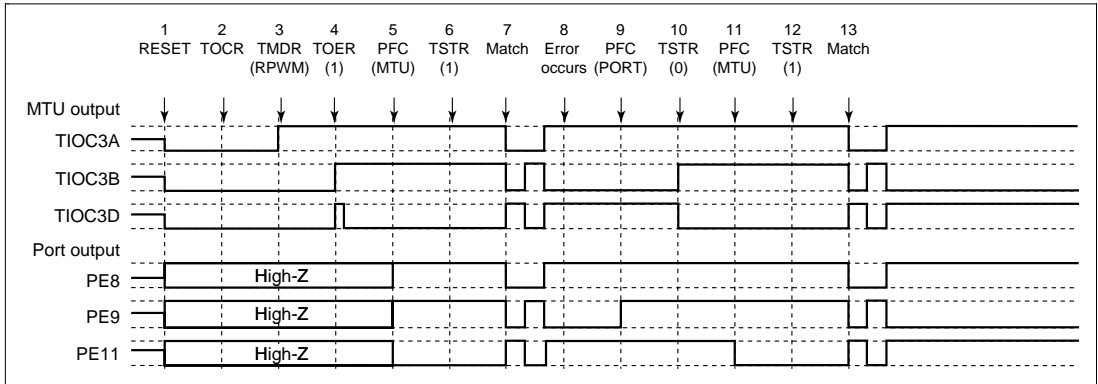 1 2 3 4 5 6 7 8 9 10 11 12 13
RESET TOCR TMDR TOER PFC TSTR Match Error PFC TSTR PFC TSTR Match
(RPWM) (1) (MTU) (1) occurs (PORT) (0) (MTU) (1)
MTU output
TIOC3A
TIOC3B
TIOC3D
Port output
PE8 High-Z
PE9 High-Z
PE11 High-Z